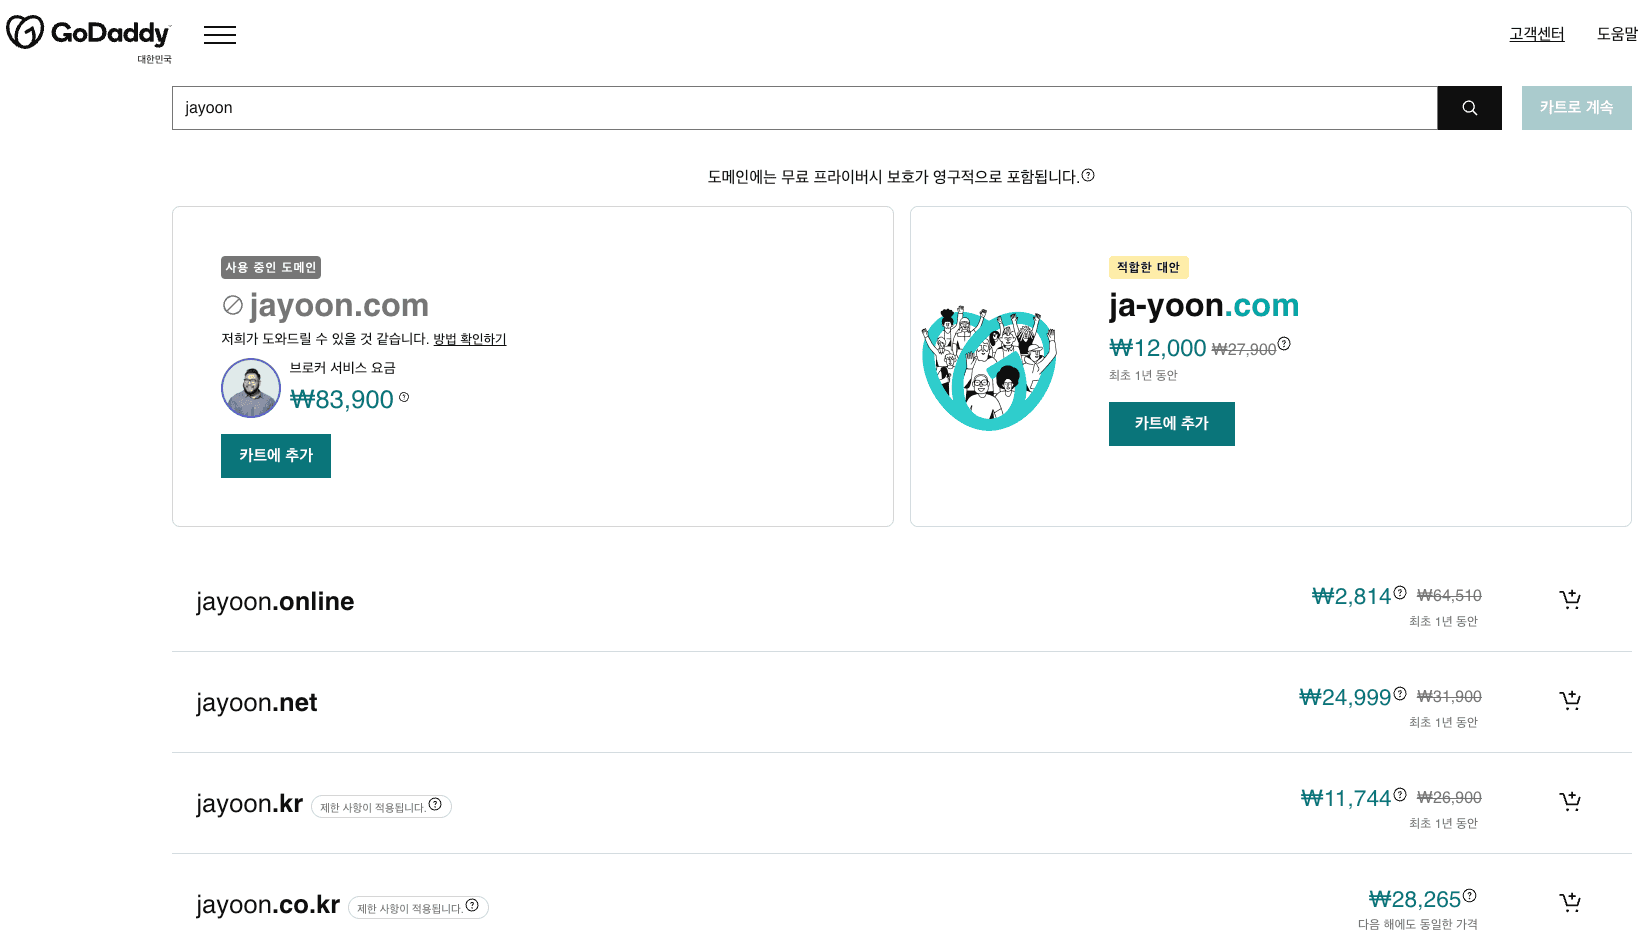 GoDaddy
대한민국
고객센터
도움말
jayoon
카트로 계속
도메인에는 무료 프라이버시 보호가 영구적으로 포함됩니다.
사용 중인 도메인
jayoon.com
저희가 도와드릴 수 있을 것 같습니다. 방법 확인하기
브로커 서비스 요금
₩83,900
카트에 추가
적합한 대안
ja-yoon.com
₩12,000 ₩27,900
최초 1년 동안
카트에 추가
jayoon.online
₩2,814 ₩64,510
최초 1년 동안
jayoon.net
₩24,999 ₩31,900
최초 1년 동안
jayoon.kr 제한 사항이 적용됩니다.
₩11,744 ₩26,900
최초 1년 동안
jayoon.co.kr 제한 사항이 적용됩니다.
₩28,265
다음 해에도 동일한 가격